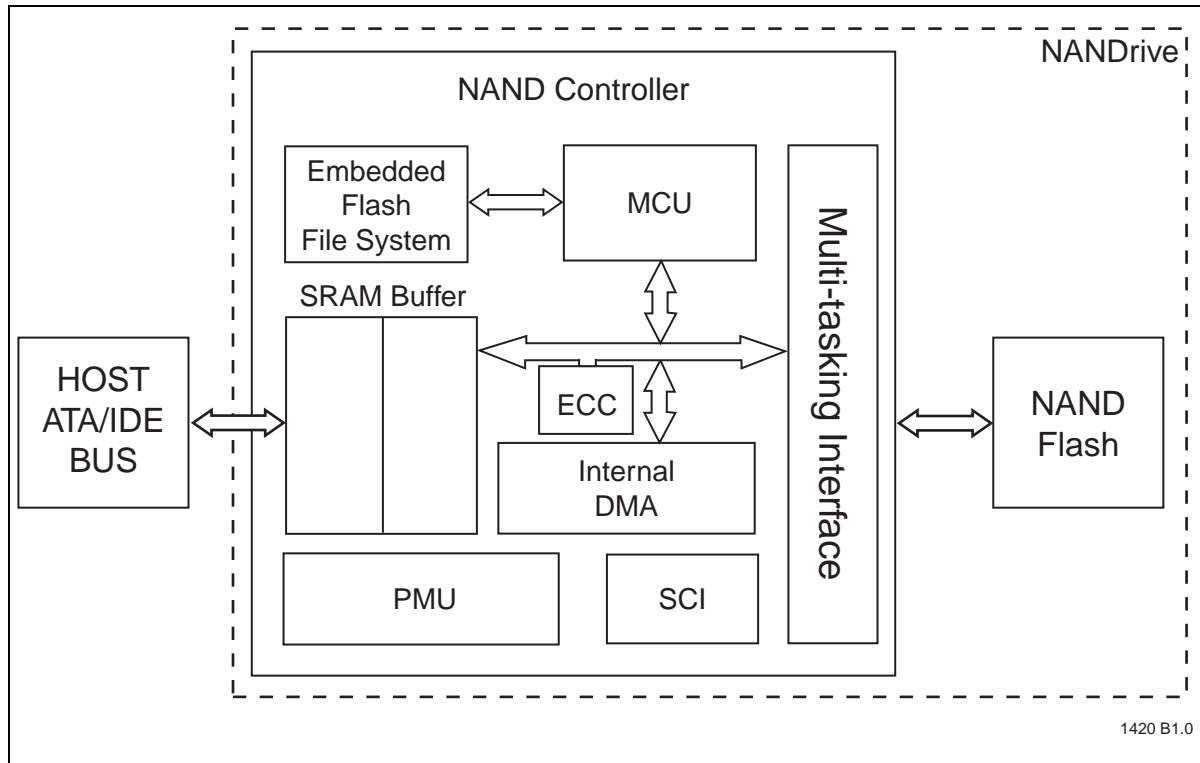 NANDrive
NAND Controller
Embedded
Flash
File System
MCU
Multi-tasking Interface
SRAM Buffer
HOST
ATA/IDE
BUS
ECC
NAND
Flash
Internal
DMA
PMU
SCI
1420 B1.0